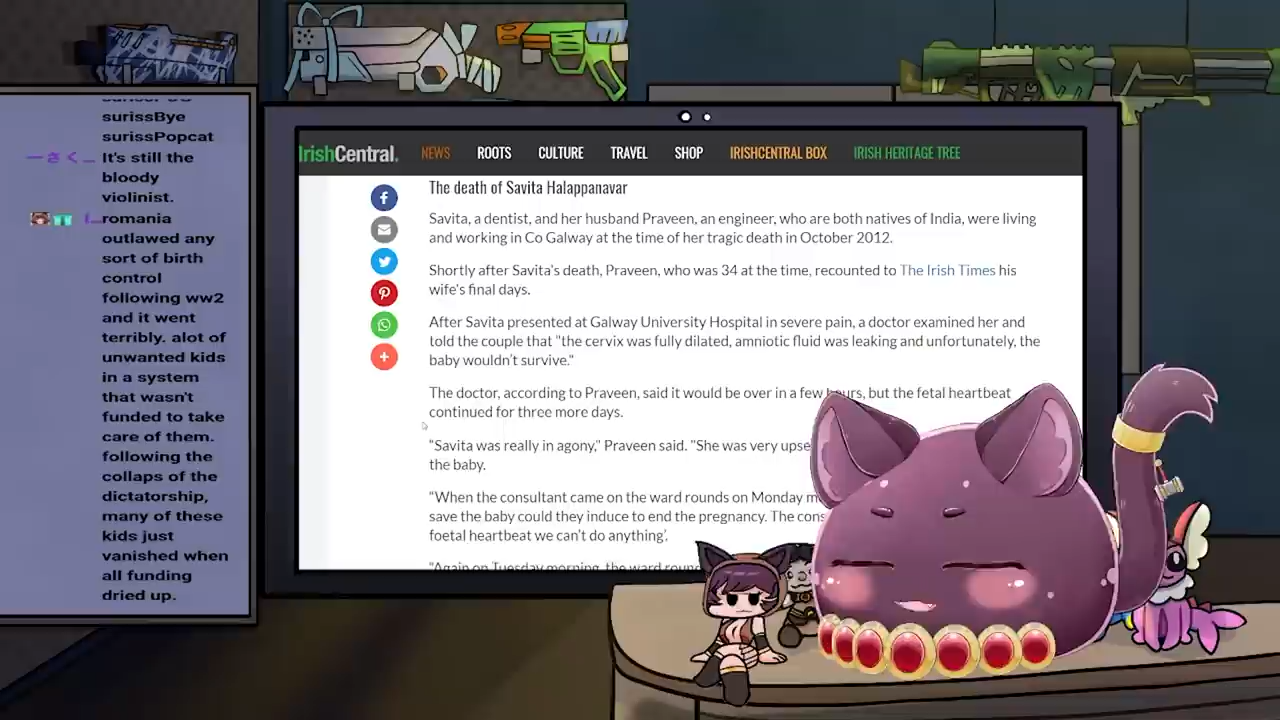 surissBye
surissPopcat
一さく_ It's still the
bloody
violinist.
romania
outlawed any
sort of birth
control
following ww2
and it went
terribly. alot of
unwanted kids
in a system
that wasn't
funded to take
care of them.
following the
collaps of the
dictatorship,
many of these
kids just
vanished when
all funding
dried up.
IrishCentral. NEWS ROOTS CULTURE TRAVEL SHOP IRISHCENTRAL BOX IRISH HERITAGE TREE
The death of Savita Halappanavar
Savita, a dentist, and her husband Praveen, an engineer, who are both natives of India, were living
and working in Co Galway at the time of her tragic death in October 2012.
Shortly after Savita's death, Praveen, who was 34 at the time, recounted to The Irish Times his
wife's final days.
After Savita presented at Galway University Hospital in severe pain, a doctor examined her and
told the couple that "the cervix was fully dilated, amniotic fluid was leaking and unfortunately, the
baby wouldn't survive."
The doctor, according to Praveen, said it would be over in a few hours, but the fetal heartbeat
continued for three more days.
"Savita was really in agony," Praveen said. "She was very upse
the baby.
"When the consultant came on the ward rounds on Monday m
save the baby could they induce to end the pregnancy. The cons
foetal heartbeat we can't do anything'.
"Again on Tuesday morning, the ward roun